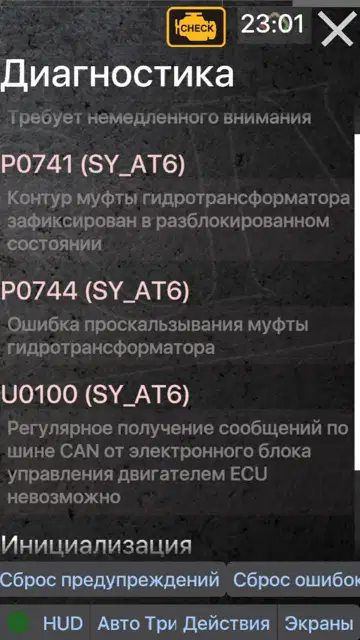 CHECK
23:01
Диагностика
Требует немедленного внимания
P0741 (SY_AT6)
Контур муфты гидротрансформатора
зафиксирован в разблокированном
состоянии
P0744 (SY_AT6)
Ошибка проскальзывания муфты
гидротрансформатора
U0100 (SY_AT6)
Регулярное получение сообщений по
шине CAN от электронного блока
управления двигателем ECU
невозможно
Инициализация
Сброс предупреждений Сброс ошибок
HUD Авто Три Действия Экраны